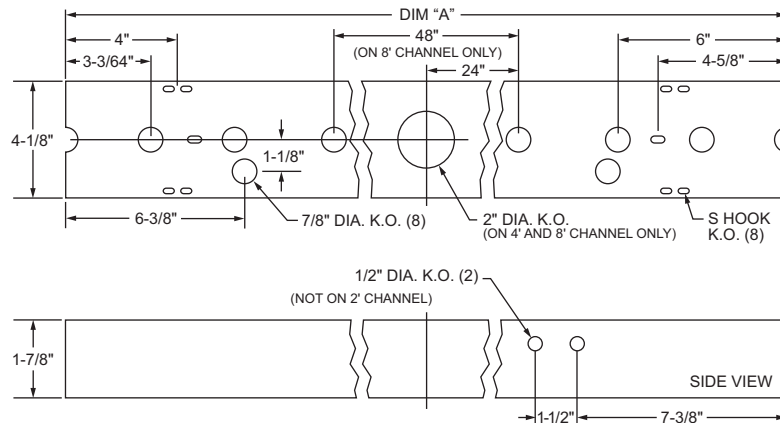 DIM “A”
4"
48"
(ON 8' CHANNEL ONLY)
6"
3-3/64"
24"
4-5/8"
4-1/8"
1-1/8"
6-3/8"
7/8" DIA. K.O. (8)
2" DIA. K.O.
(ON 4' AND 8' CHANNEL ONLY)
S HOOK
K.O. (8)
1/2" DIA. K.O. (2)
(NOT ON 2' CHANNEL)
1-7/8"
SIDE VIEW
1-1/2"
7-3/8"